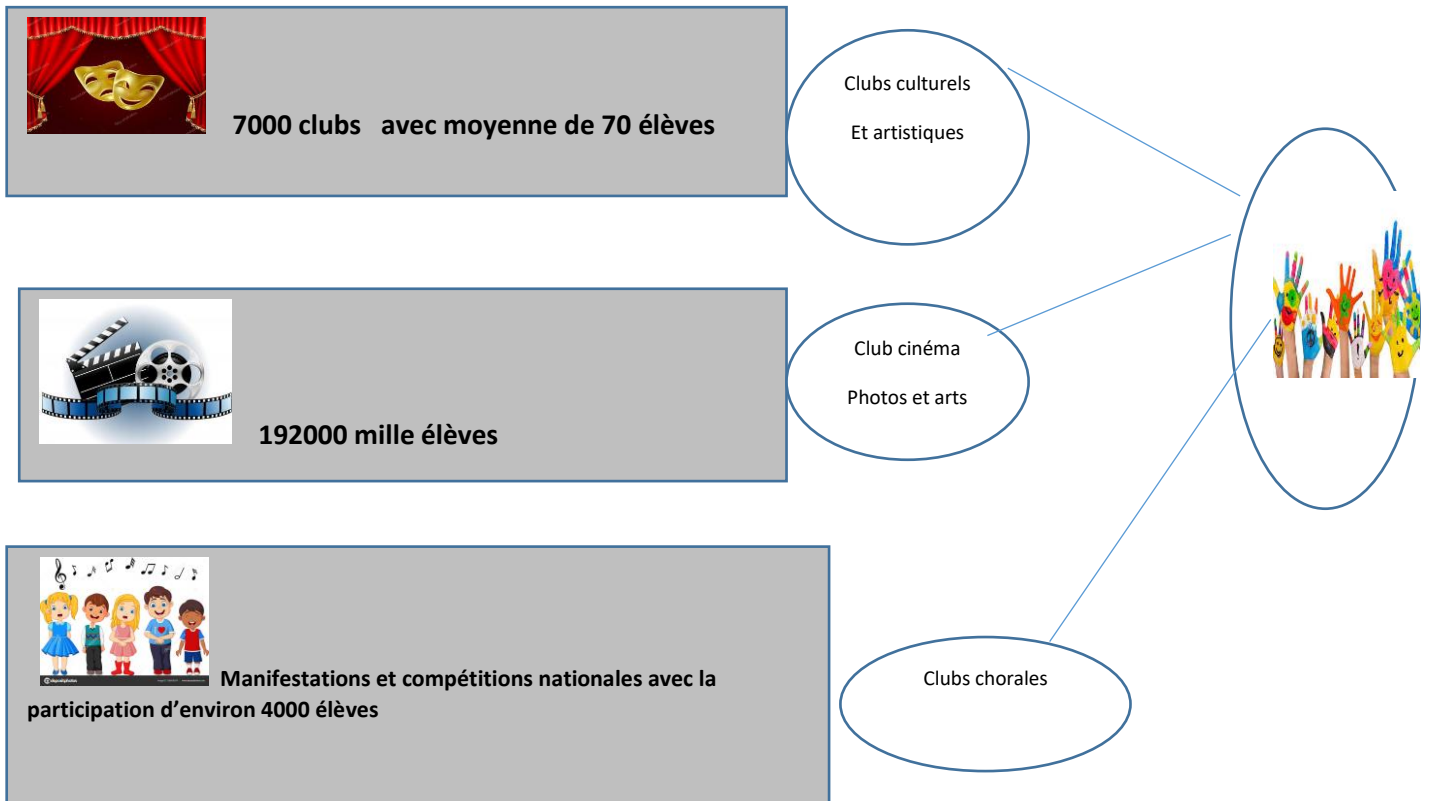 7000 clubs avec moyenne de 70 élèves
Clubs culturels
Et artistiques
192000 mille élèves
Club cinéma
Photos et arts
Manifestations et compétitions nationales avec la
participation d’environ 4000 élèves
Clubs chorales